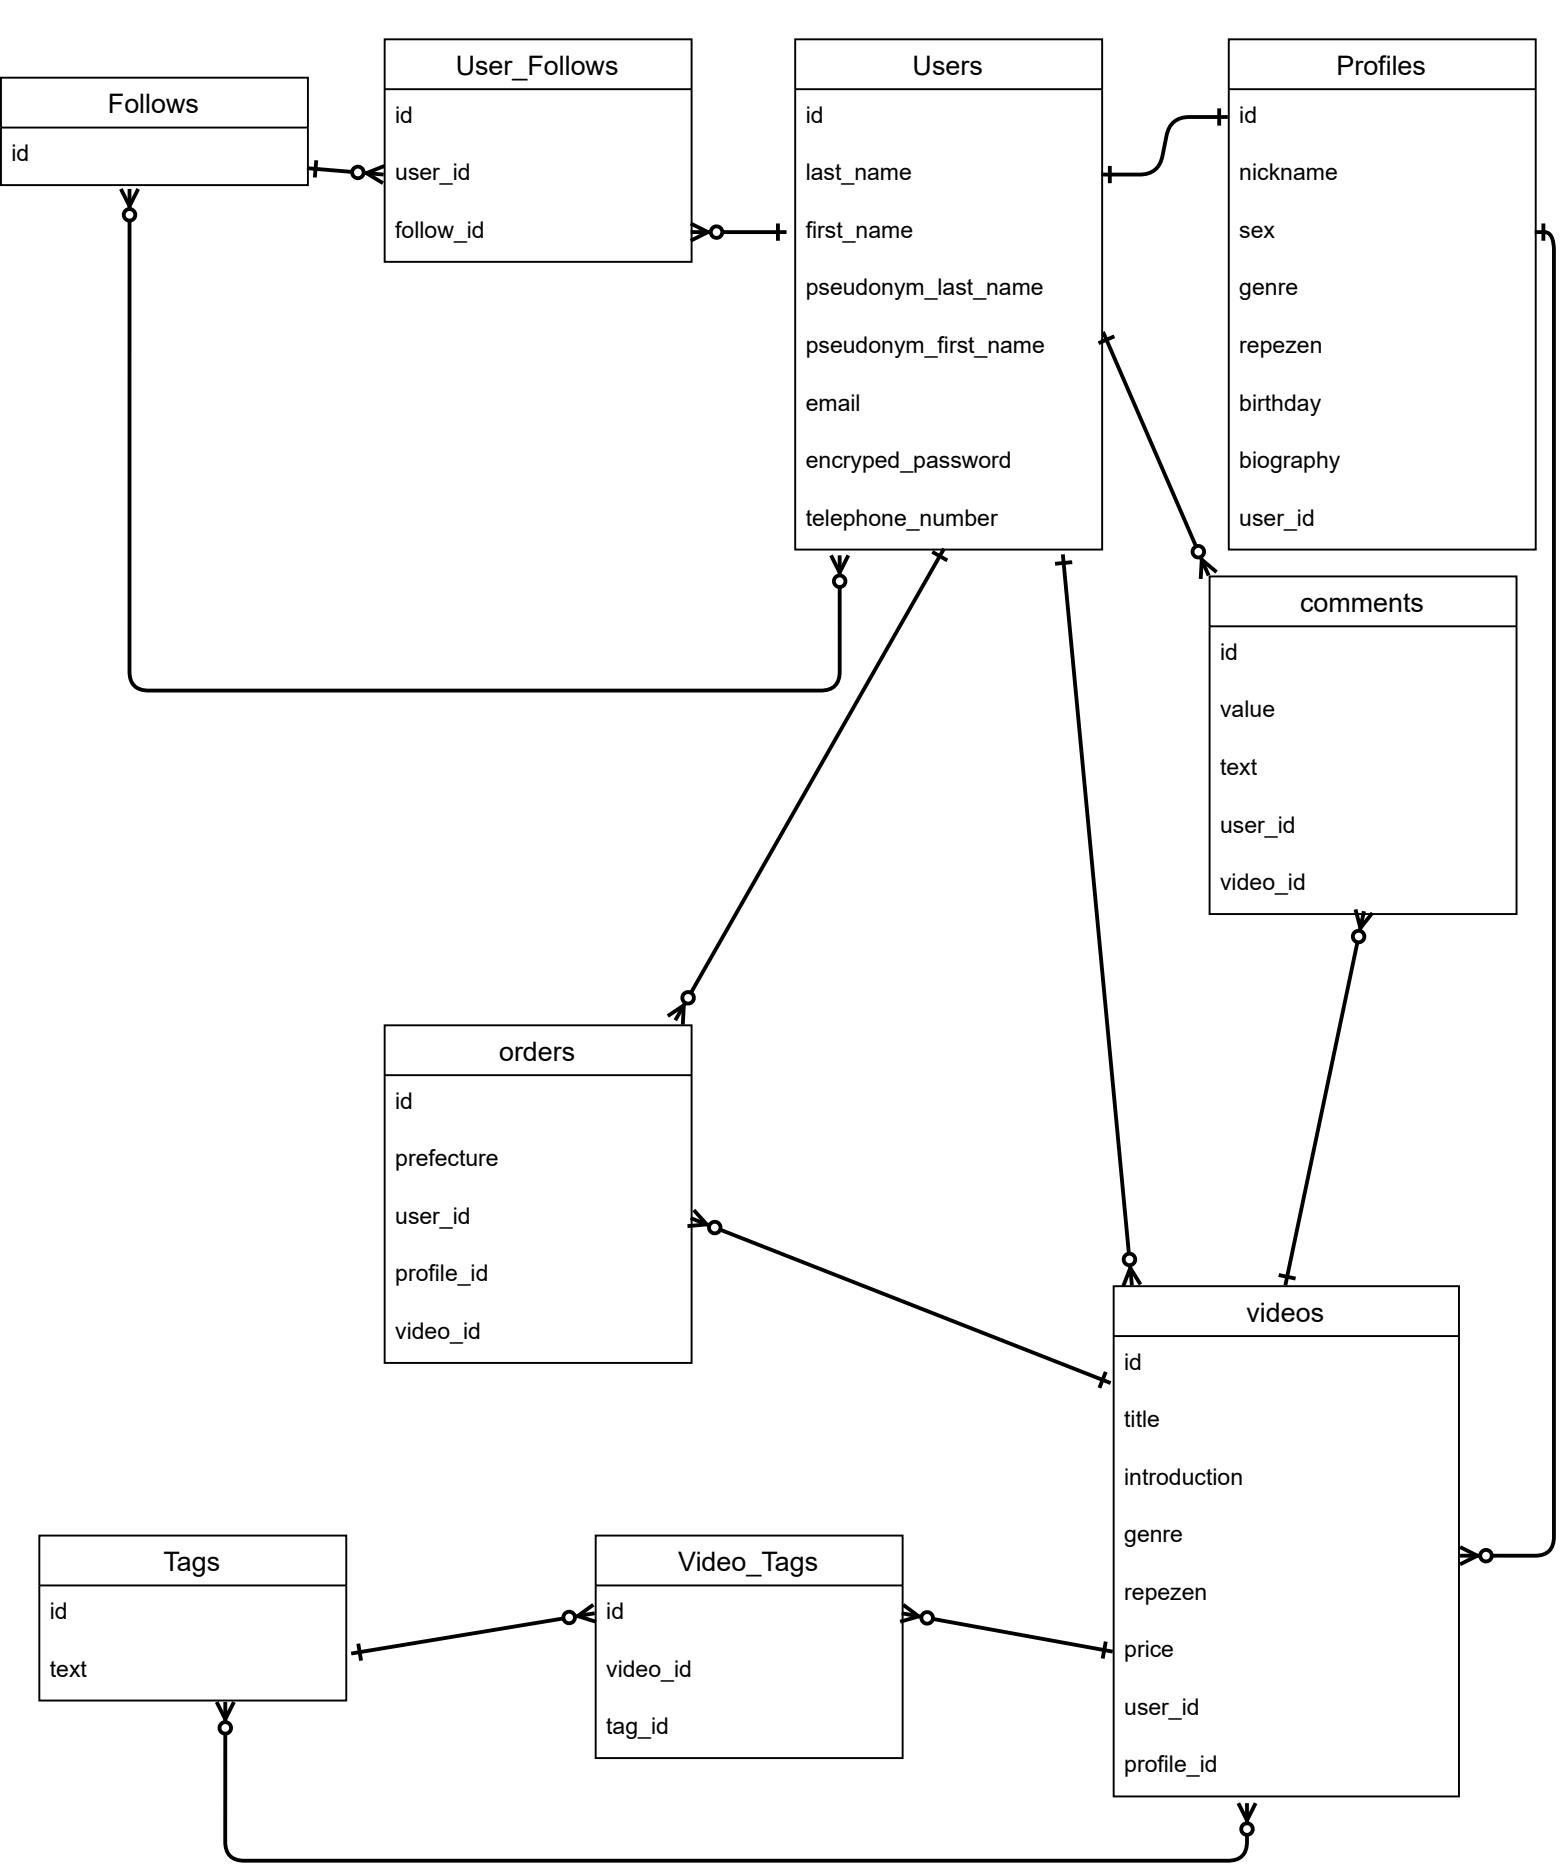 Follows
id
User_Follows
id
user_id
follow_id
Users
id
last_name
first_name
pseudonym_last_name
pseudonym_first_name
email
encryped_password
telephone_number
Profiles
id
nickname
sex
genre
repezen
birthday
biography
user_id
comments
id
value
text
user_id
video_id
orders
id
prefecture
user_id
profile_id
video_id
videos
id
title
introduction
genre
repezen
price
user_id
profile_id
Tags
id
text
Video_Tags
id
video_id
tag_id